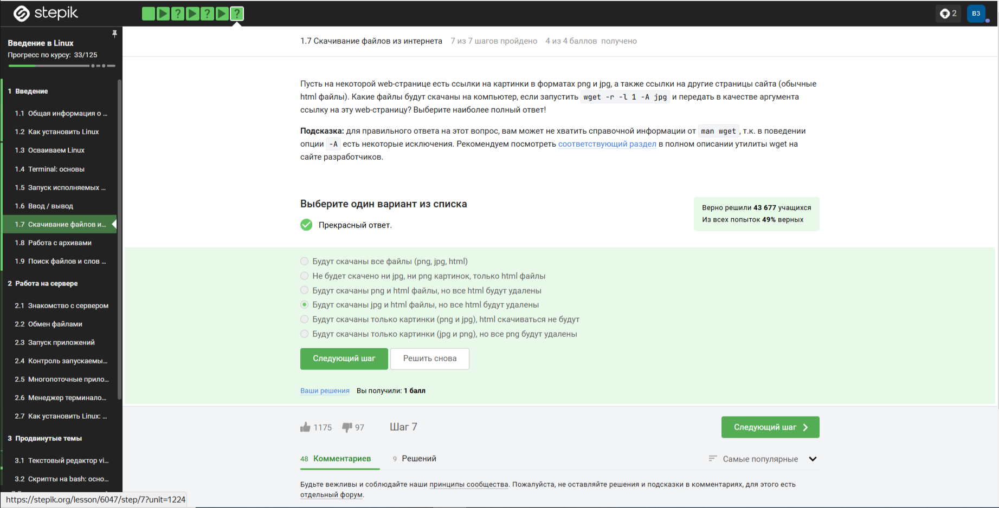 stepik
2
ВЗ
Введение в Linux
Прогресс по курсу: 33/125
1 Введение
1.1 Общая информация о ...
1.2 Как установить Linux
1.3 Осваиваем Linux
1.4 Terminal: основы
1.5 Запуск исполняемых ...
1.6 Ввод / вывод
1.7 Скачивание файлов и...
1.8 Работа с архивами
1.9 Поиск файлов и слов ...
2 Работа на сервере
2.1 Знакомство с сервером
2.2 Обмен файлами
2.3 Запуск приложений
2.4 Контроль запускаемы...
2.5 Многопоточные прило...
2.6 Менеджер терминало...
2.7 Как установить Linux: ...
3 Продвинутые темы
3.1 Текстовый редактор vi...
3.2 Скрипты на bash: осно...
https://stepik.org/lesson/6047/step/7?unit=1224
1.7 Скачивание файлов из интернета 7 из 7 шагов пройдено 4 из 4 баллов получено
Пусть на некоторой web-странице есть ссылки на картинки в форматах png и jpg, а также ссылки на другие страницы сайта (обычные
html файлы). Какие файлы будут скачаны на компьютер, если запустить wget -r -l 1 -A jpg и передать в качестве аргумента
ссылку на эту web-страницу? Выберите наиболее полный ответ!
Подсказка: для правильного ответа на этот вопрос, вам может не хватить справочной информации от man wget, т.к. в поведении
опции -A есть некоторые исключения. Рекомендуем посмотреть соответствующий раздел в полном описании утилиты wget на
сайте разработчиков.
Выберите один вариант из списка
Прекрасный ответ.
Верно решили 43 677 учащихся
Из всех попыток 49% верных
Будут скачаны все файлы (png, jpg, html)
Не будет скачено ни jpg, ни png картинок, только html файлы
Будут скачаны png и html файлы, но все html будут удалены
Будут скачаны jpg и html файлы, но все html будут удалены
Будут скачаны только картинки (png и jpg), html скачиваться не будут
Будут скачаны только картинки (jpg и png), но все png будут удалены
Следующий шаг Решить снова
Ваши решения Вы получили: 1 балл
1175 97 Шаг 7 Следующий шаг
48 Комментариев 9 Решений Самые популярные
Будьте вежливы и соблюдайте наши принципы сообщества. Пожалуйста, не оставляйте решения и подсказки в комментариях, для этого есть
отдельный форум.